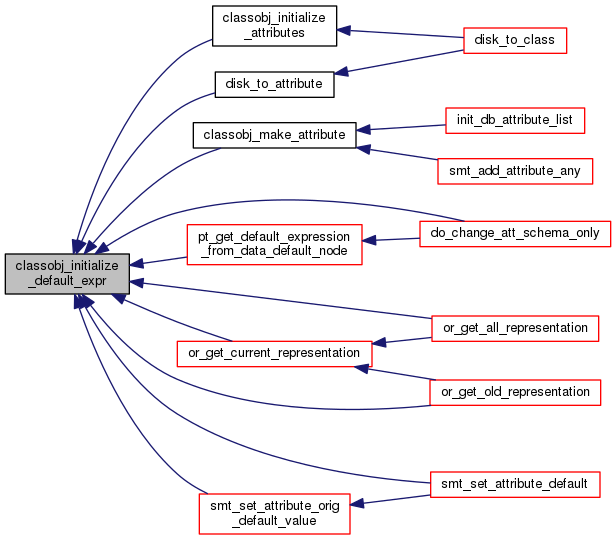 classobj_initialize
_attributes
disk_to_class
disk_to_attribute
init_db_attribute_list
classobj_make_attribute
smt_add_attribute_any
pt_get_default_expression
_from_data_default_node
do_change_att_schema_only
classobj_initialize
_default_expr
or_get_all_representation
or_get_current_representation
or_get_old_representation
smt_set_attribute_default
smt_set_attribute_orig
_default_value